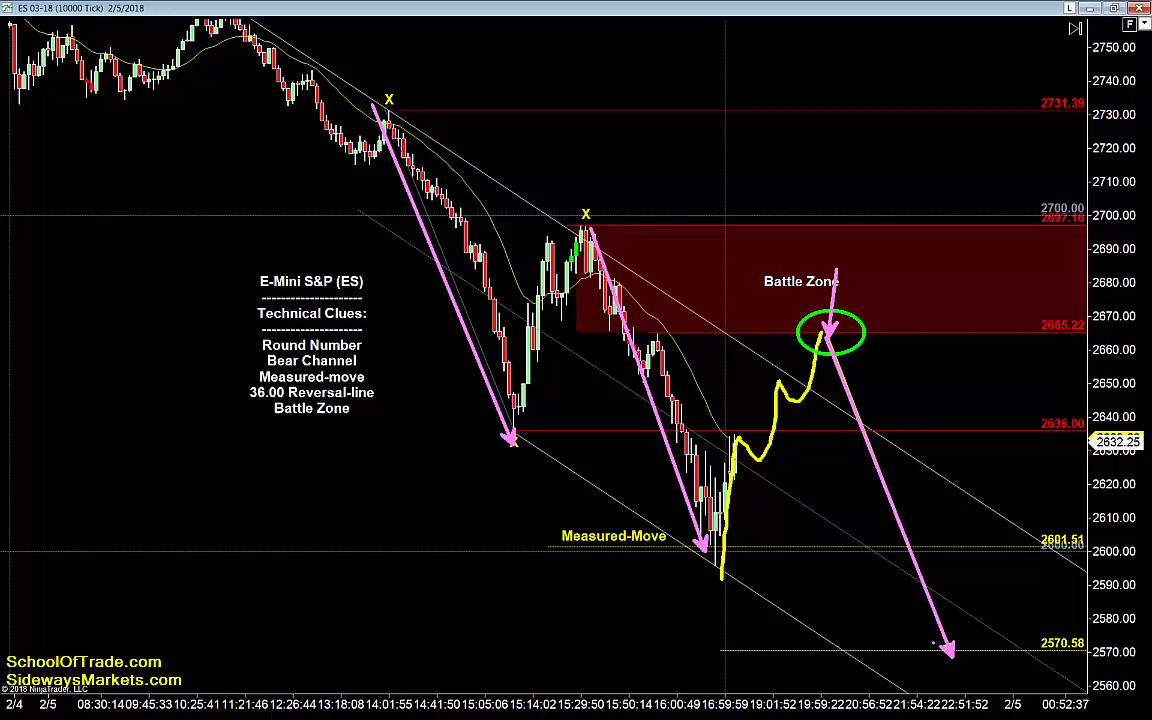 ES 03-18 (10000 Tick) 2/5/2018
L
F
2750.00
2740.00
2731.39
2730.00
2720.00
2710.00
2700.00
2700.00
2697.16
2690.00
2680.00
2670.00
2665.22
2660.00
2650.00
2640.00
2636.00
2632.25
2630.00
2620.00
2610.00
2601.51
2600.00
2600.00
2590.00
2580.00
2570.58
2570.00
2560.00
X
X
Battle Zone
E-Mini S&P (ES)
---------------------
Technical Clues:
---------------------
Round Number
Bear Channel
Measured-move
36.00 Reversal-line
Battle Zone
Measured-Move
SchoolOfTrade.com
SidewaysMarkets.com
© 2018 NinjaTrader, LLC
2/4 2/5 08:30:14 09:45:33 10:25:41 11:21:46 12:26:44 13:18:08 14:01:55 14:41:50 15:05:06 15:14:02 15:29:50 15:50:14 16:00:49 16:59:59 19:01:52 19:59:22 20:56:52 21:54:22 22:51:52 2/5 00:52:37